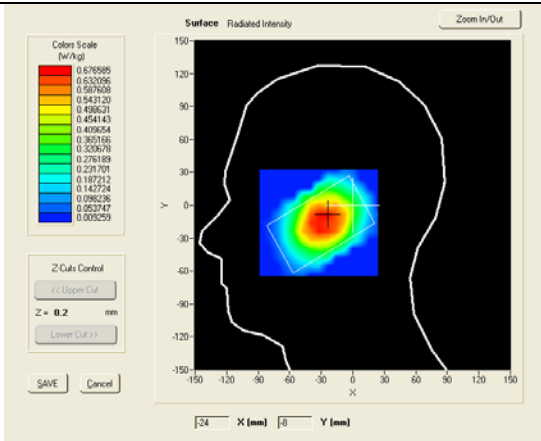 Surface Radiated Intensity
Zoom In/Out
Colors Scale
(W/kg)
0.676585
0.632096
0.587608
0.543120
0.498631
0.454143
0.409654
0.365166
0.320678
0.276189
0.231701
0.187212
0.142724
0.098236
0.053747
0.009259
Z-Cuts Control
<< Upper Cut
Z = 0.2 mm
Lower Cut >>
SAVE Cancel
150
120
90
60
30
0
-30
-60
-90
-120
-150
Y
-150 -120 -90 -60 -30 0 30 60 90 120 150
X
-24 X (mm) -8 Y (mm)